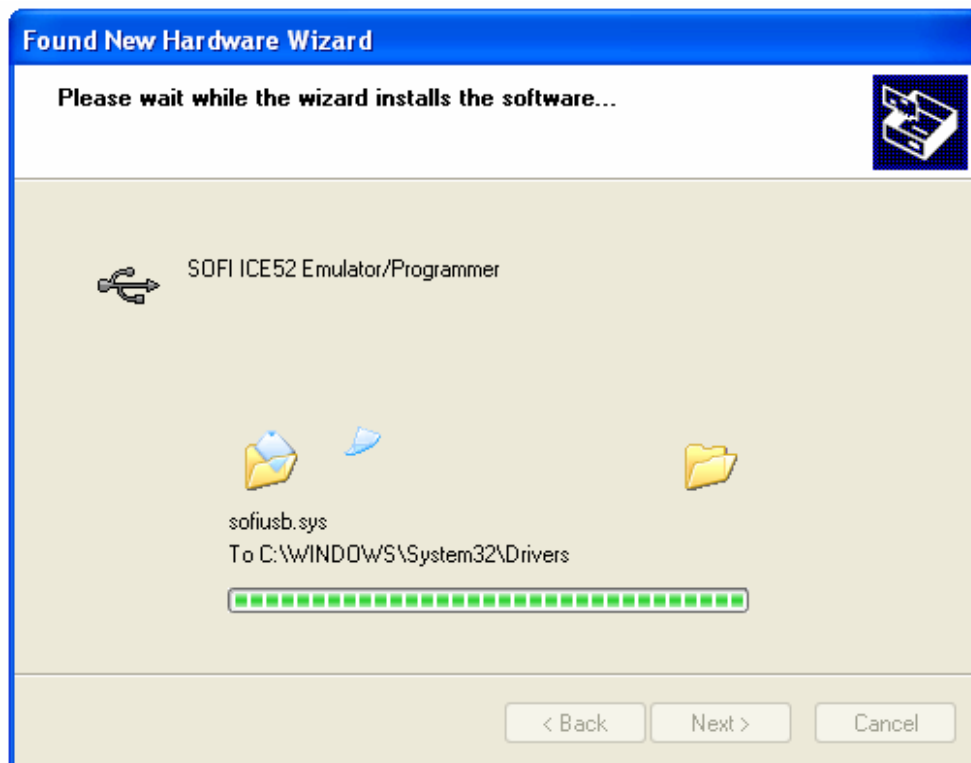 Found New Hardware Wizard
Please wait while the wizard installs the software...
SOFI ICE52 Emulator/Programmer
sofiusb.sys
To C:\WINDOWS\System32\Drivers
< Back Next > Cancel